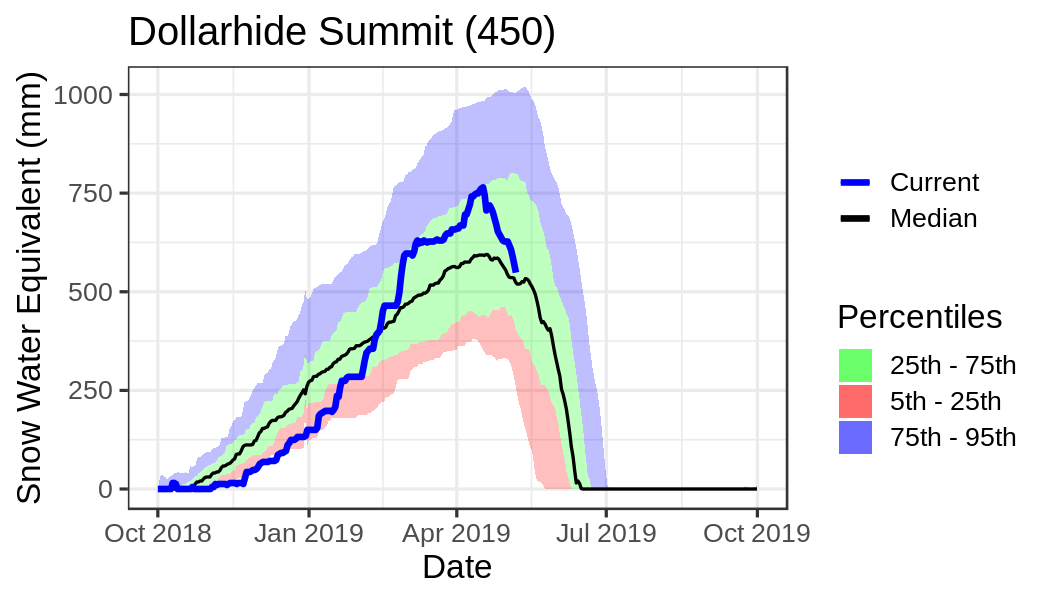 Dollarhide Summit (450)
Snow Water Equivalent (mm)
1000
750
500
250
0
Oct 2018
Jan 2019
Apr 2019
Jul 2019
Oct 2019
Date
Current
Median
Percentiles
25th - 75th
5th - 25th
75th - 95th